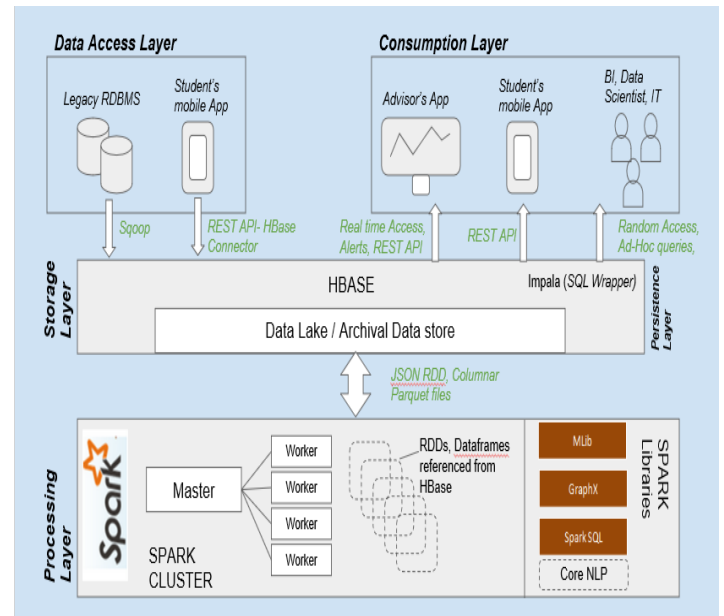 Data Access Layer
Consumption Layer
Legacy RDBMS
Student's
mobile App
Advisor's App
Student's
mobile App
BI, Data
Scientist, IT
Sqoop
REST API- HBase
Connector
Real time Access,
Alerts, REST API
REST API
Random Access,
Ad-Hoc queries,
Storage
Layer
HBASE
Impala (SQL Wrapper)
Persistence
Layer
Data Lake / Archival Data store
JSON RDD, Columnar
Parquet files
Processing
Layer
Spark
Master
Worker
Worker
Worker
Worker
SPARK
CLUSTER
RDDs, Dataframes
referenced from
HBase
MLib
GraphX
Spark SQL
Core NLP
SPARK
Libraries